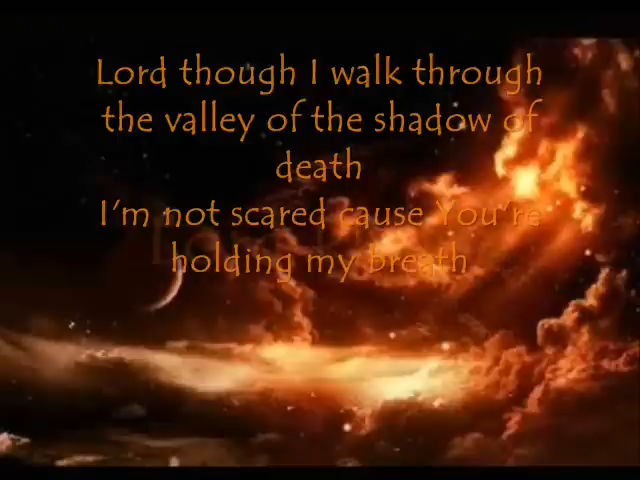 Lord though I walk through
the valley of the shadow of
death
I'm not scared cause You're
holding my breath